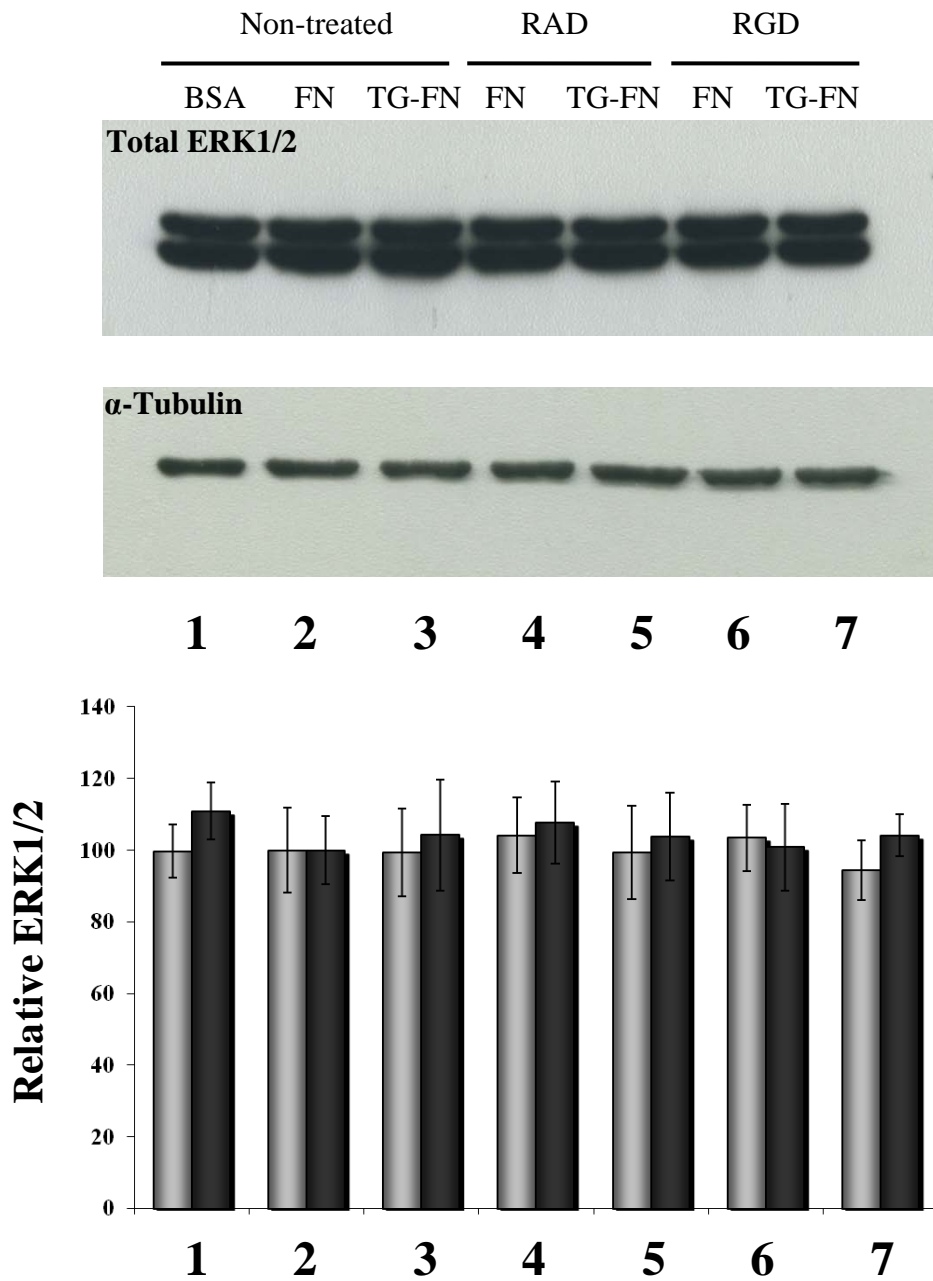 Non-treated RAD RGD
BSA FN TG-FN FN TG-FN FN TG-FN
Total ERK1/2
α-Tubulin
1 2 3 4 5 6 7
140
120
100
80
60
40
20
0
Relative ERK1/2
1 2 3 4 5 6 7